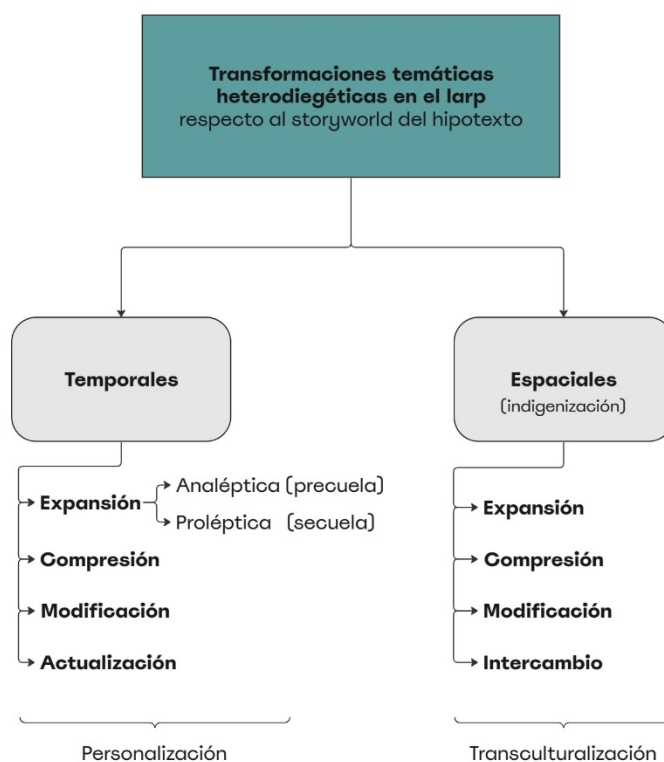 Transformaciones temáticas
heterodiegéticas en el larp
respecto al storyworld del hipotexto
Temporales
Expansión
Analéptica (precuela)
Proléptica (secuela)
Compresión
Modificación
Actualización
Personalización
Espaciales
(indigenización)
Expansión
Compresión
Modificación
Intercambio
Transculturalización